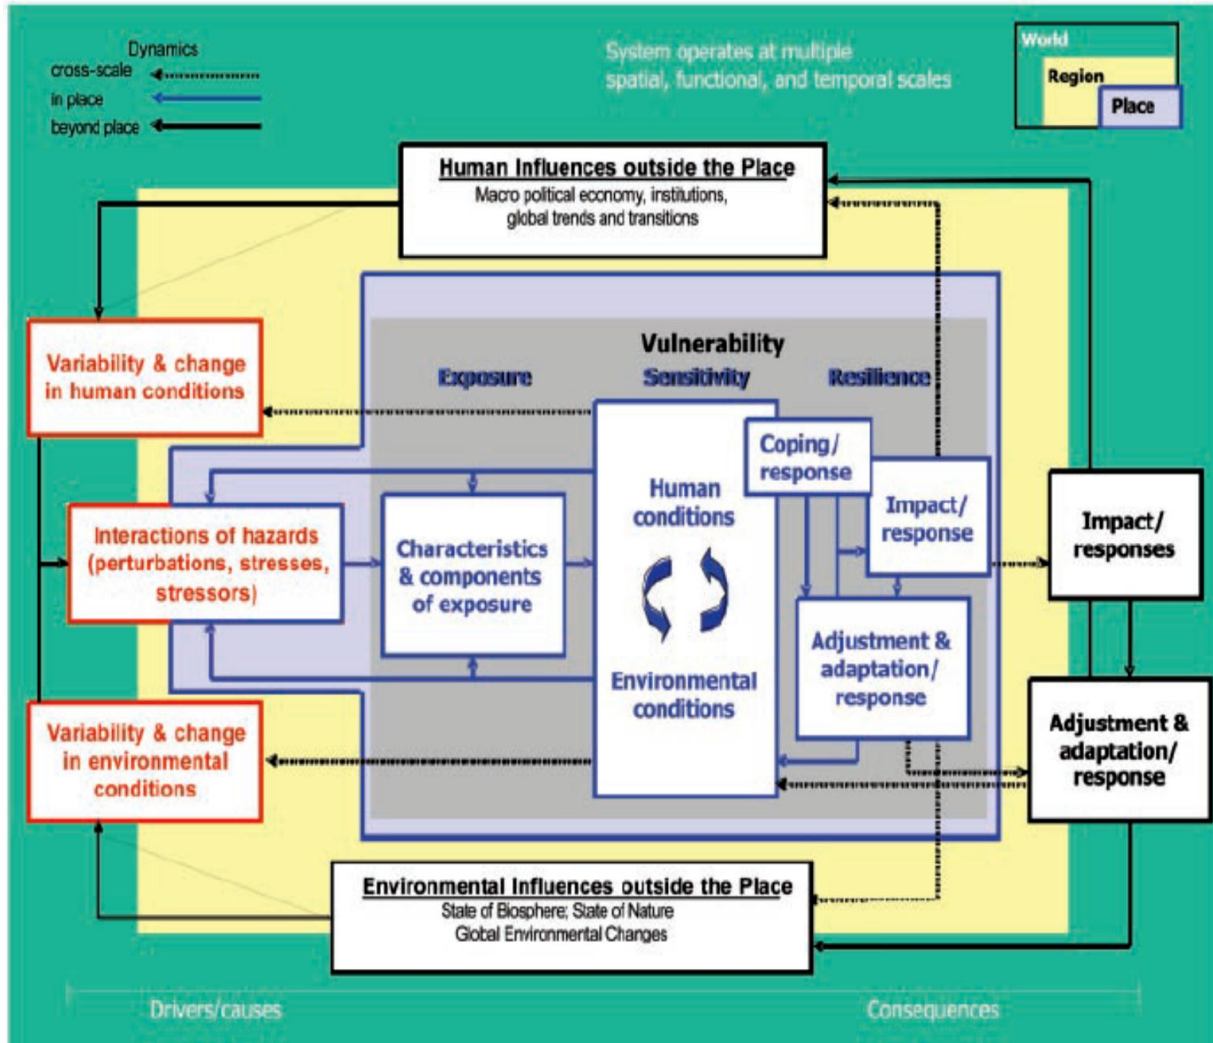 Dynamics
cross-scale
in place
beyond place
System operates at multiple
spatial, functional, and temporal scales
World
Region
Place
Human Influences outside the Place
Macro political economy, institutions,
global trends and transitions
Variability & change
in human conditions
Vulnerability
Exposure
Sensitivity
Resilience
Interactions of hazards
(perturbations, stresses,
stressors)
Characteristics
& components
of exposure
Human
conditions
Environmental
conditions
Coping/
response
Impact/
response
Adjustment &
adaptation/
response
Impact/
responses
Adjustment &
adaptation/
response
Variability & change
in environmental
conditions
Environmental Influences outside the Place
State of Biosphere; State of Nature
Global Environmental Changes
Drivers/causes
Consequences